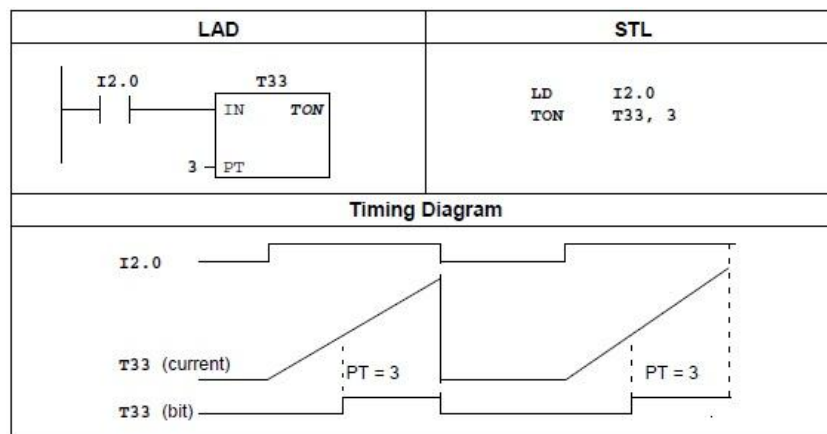 LAD
STL
I2.0
T33
IN TON
3 PT
LD I2.0
TON T33, 3
Timing Diagram
I2.0
T33 (current)
PT = 3
PT = 3
T33 (bit)